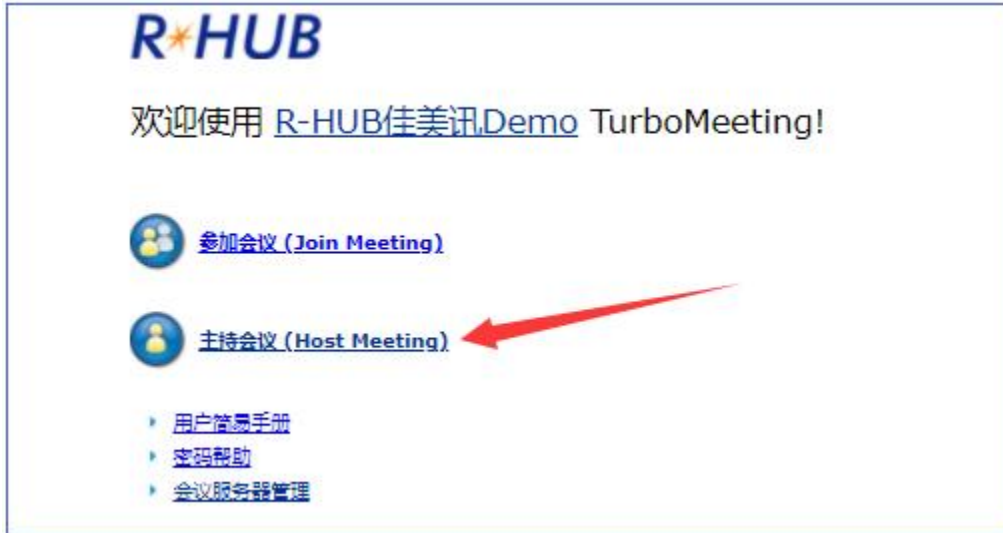 R*HUB
欢迎使用 R-HUB佳美讯Demo TurboMeeting!
参加会议 (Join Meeting)
主持会议 (Host Meeting)
用户简易手册
密码帮助
会议服务器管理